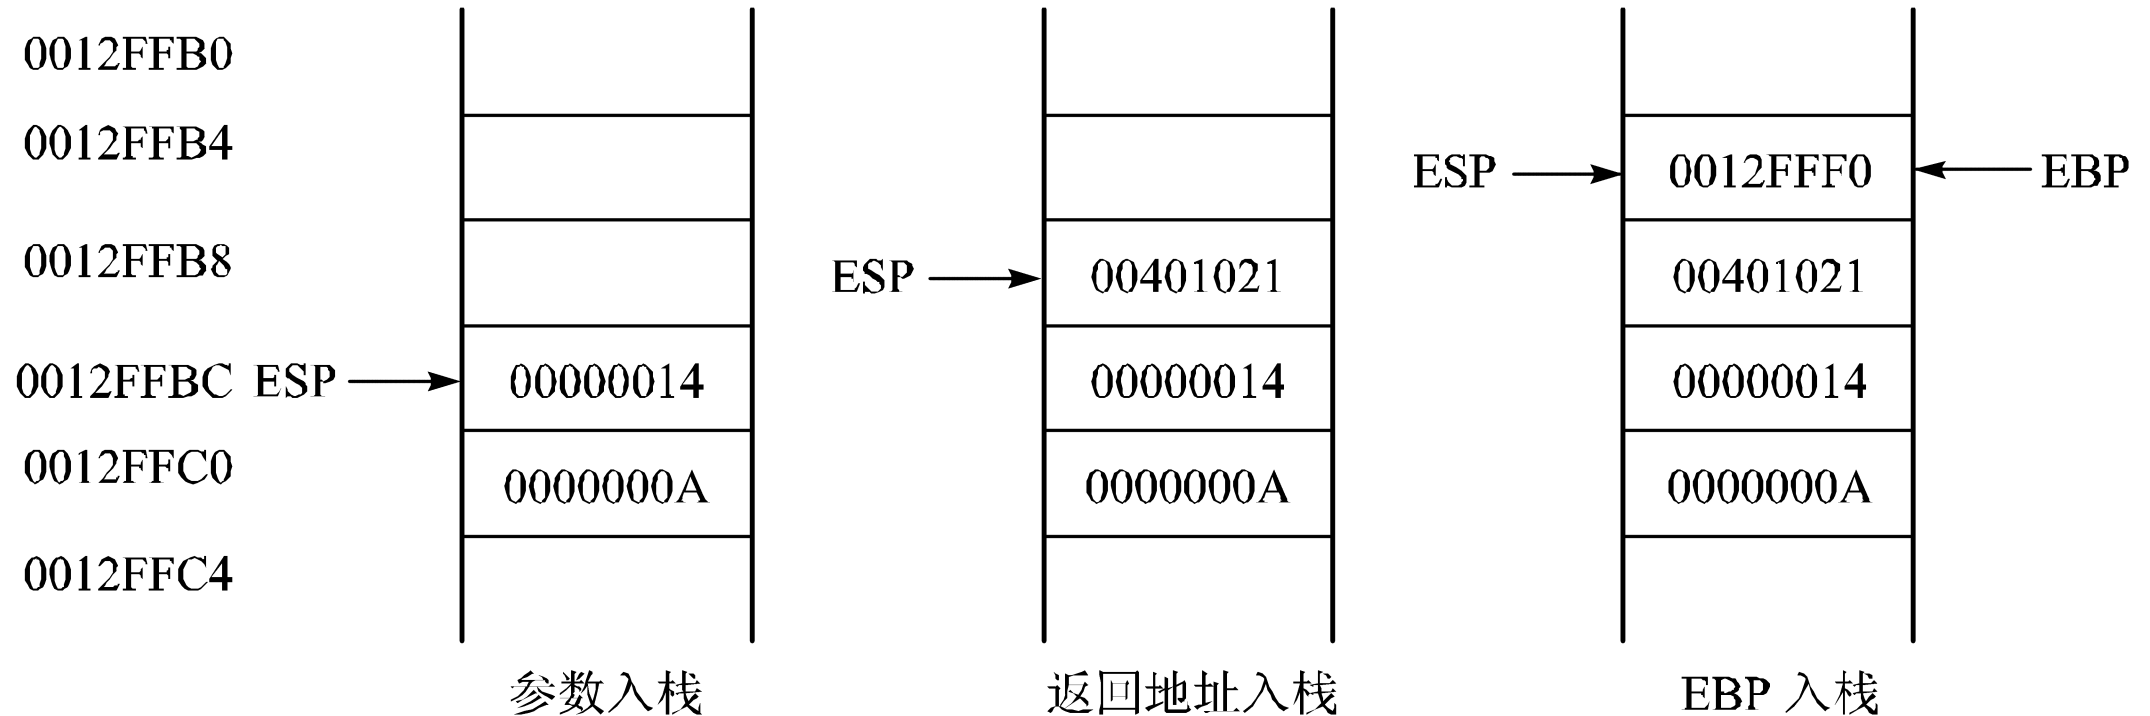 0012FFB0
0012FFB4
ESP 0012FFF0 EBP
0012FFB8
ESP 00401021 00401021
0012FFBC ESP 00000014 00000014 00000014
0012FFC0
0000000A 0000000A 0000000A
0012FFC4
参数入栈 返回地址入栈 EBP 入栈